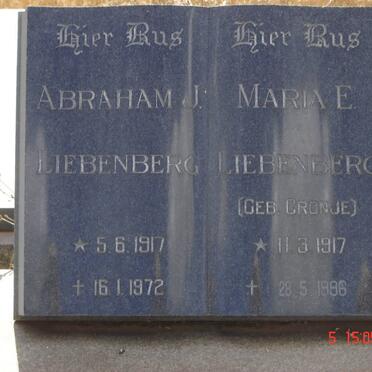 Hier Rus
ABRAHAM J.
LIEBENBERG
★ 5.6.1917
✝ 16.1.1972
Hier Rus
MARIA E.
LIEBENBERG
(GEB. CRONJE)
★ 11.3.1917
✝ 28.5.1996
5 15:0